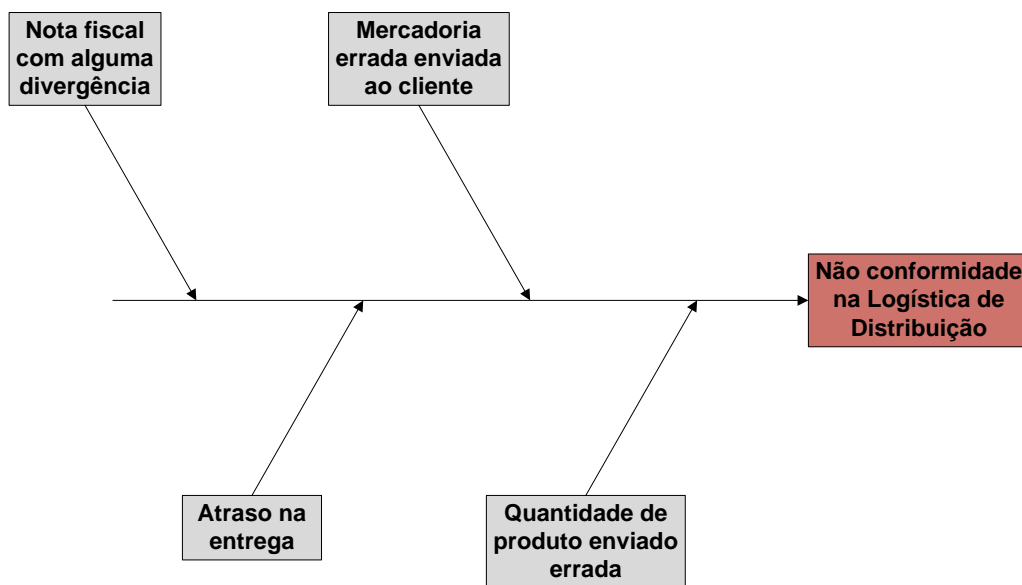 Nota fiscal
com alguma
divergência
Mercadoria
errada enviada
ao cliente
Não conformidade
na Logística de
Distribuição
Atraso na
entrega
Quantidade de
produto enviado
errada